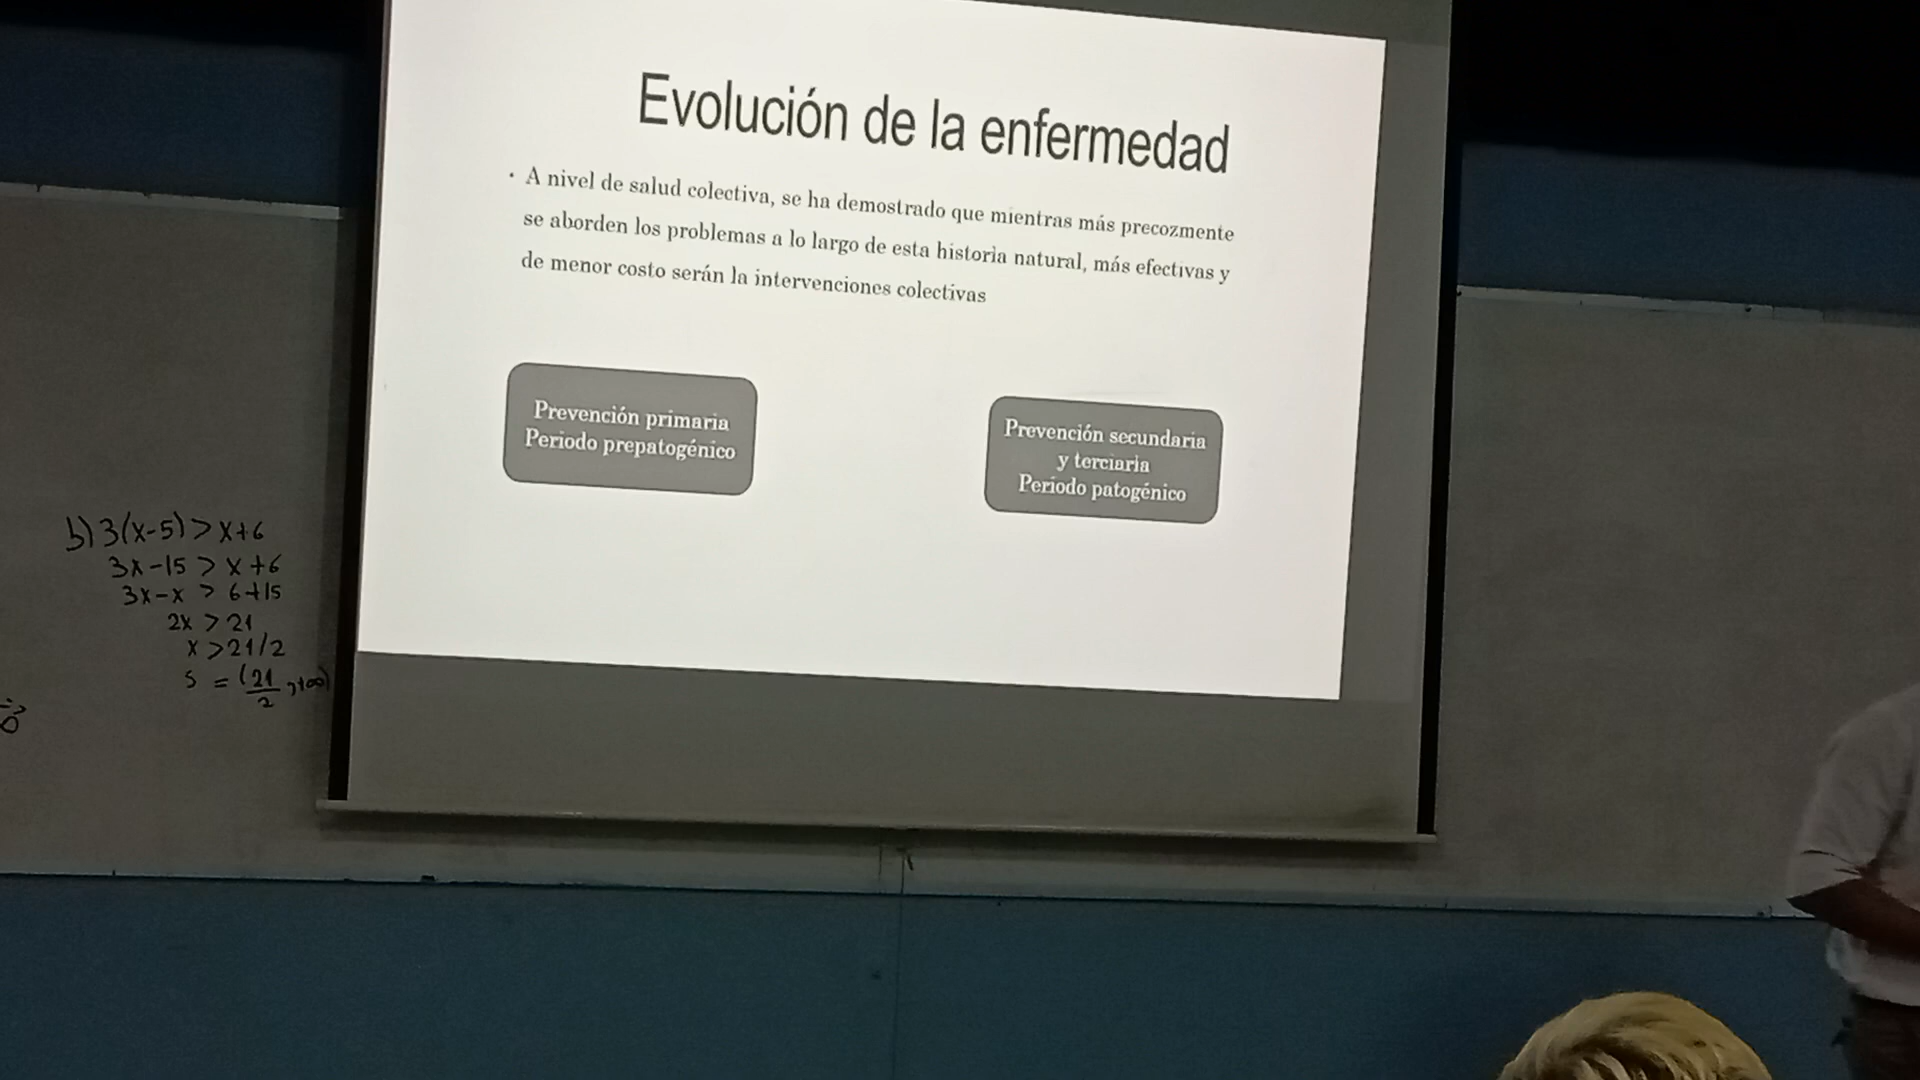 Evolución de la enfermedad
· A nivel de salud colectiva, se ha demostrado que mientras más precozmente
se aborden los problemas a lo largo de esta historia natural, más efectivas y
de menor costo serán la intervenciones colectivas
Prevención primaria
Periodo prepatogénico
Prevención secundaria
y terciaria
Periodo patogénico
b) 3(x-5) > x+6
3x-15 > x+6
3x-x > 6+15
2x > 21
x > 21/2
S = (21/2, +∞)